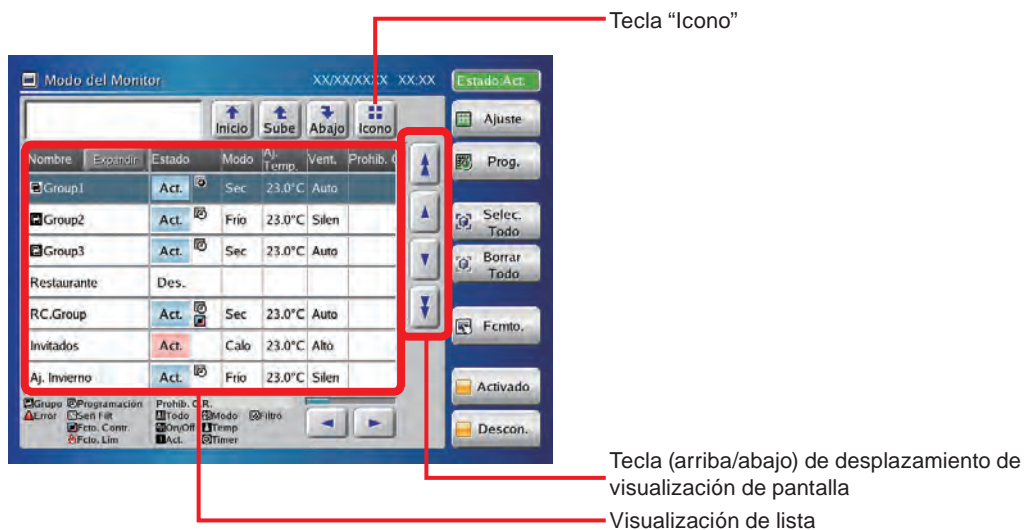 Tecla “Icono”
Modo del Monitor
XX/XX/XXXX XX:XX
Estado:Act.
Inicio
Sube
Abajo
Icono
Ajuste
Nombre Expandir Estado Modo Aj. Temp. Vent. Prohib. C
Prog.
Group1 Act. Sec 23.0°C Auto
Group2 Act. Frío 23.0°C Silen
Selec. Todo
Group3 Act. Sec 23.0°C Auto
Borrar Todo
Restaurante Des.
RC.Group Act. Sec 23.0°C Auto
Fcmto.
Invitados Act. Calo 23.0°C Alto
Aj. Invierno Act. Frío 23.0°C Silen
Activado
Grupo Programación Prohib. C.R.
Error Señ Filt Todo Modo Filtro
Fcto. Contr. On/Off Temp
Fcto. Lim Act. Timer
Descon.
Tecla (arriba/abajo) de desplazamiento de
visualización de pantalla
Visualización de lista